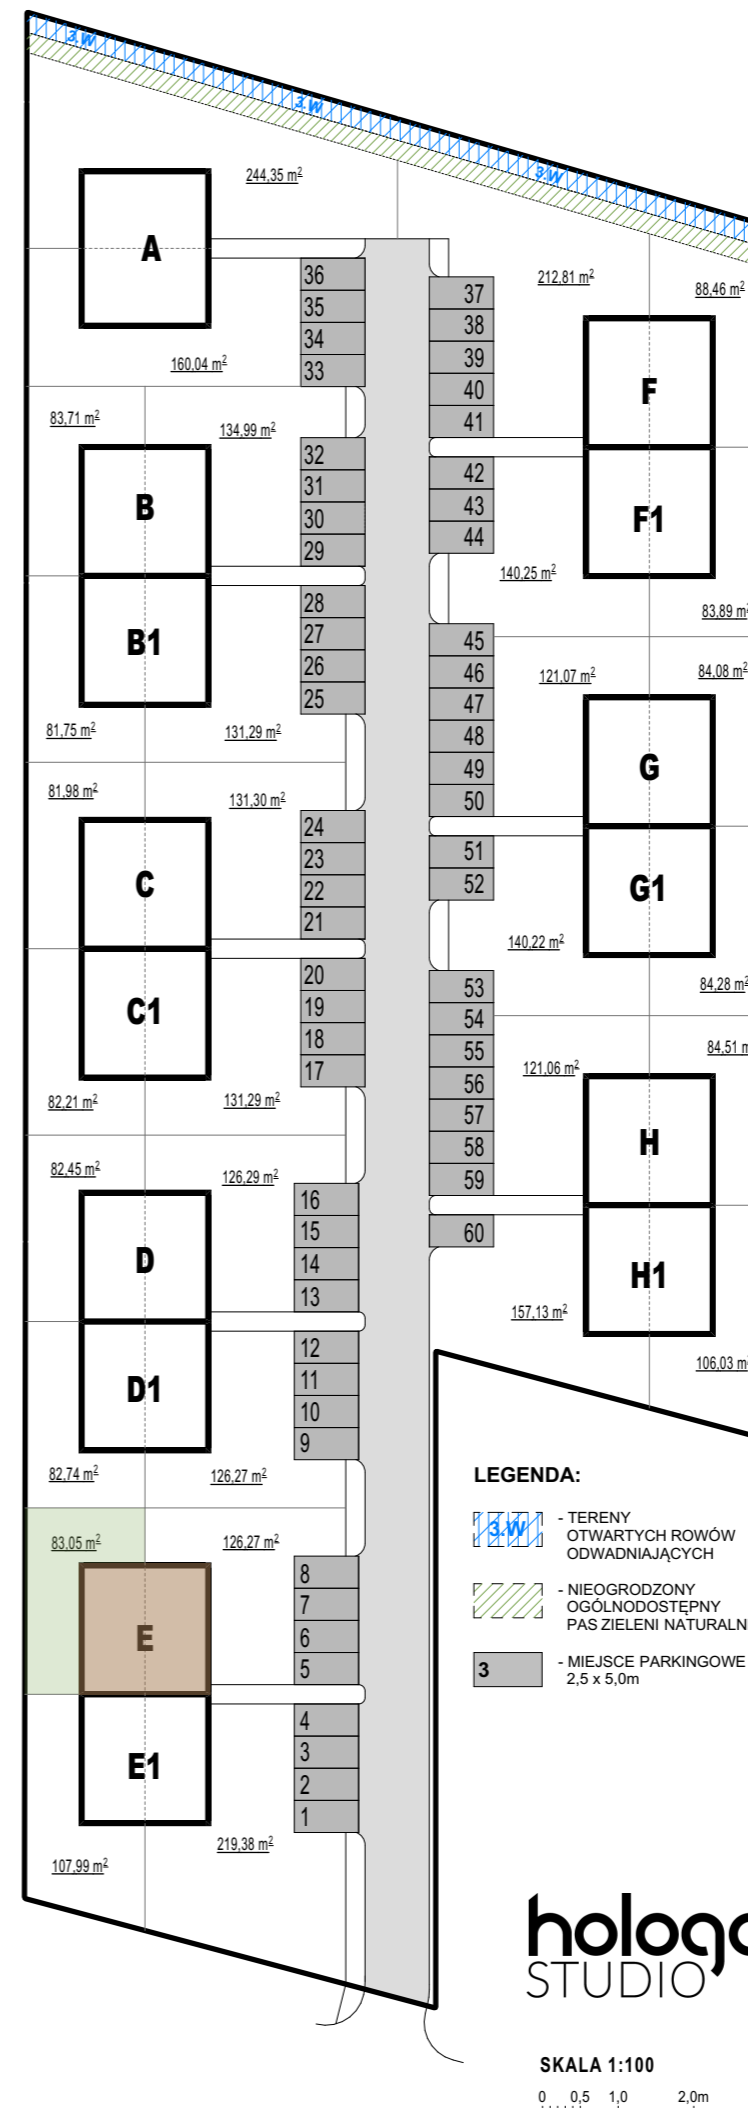 3.W
3.W
3.W
244,35 m²
A
212,81 m²
88,46 m²
36
35
34
33
37
38
39
40
41
160,04 m²
F
83,71 m²
134,99 m²
B
32
31
30
29
42
43
44
F1
140,25 m²
B1
28
27
26
25
83,89 m²
45
46
47
48
49
50
121,07 m²
84,08 m²
81,75 m²
131,29 m²
G
81,98 m²
131,30 m²
C
24
23
22
21
51
52
G1
140,22 m²
C1
20
19
18
17
84,28 m²
53
54
55
56
57
58
59
121,06 m²
84,51 m
82,21 m²
131,29 m²
H
82,45 m²
126,29 m²
D
16
15
14
13
60
H1
157,13 m²
D1
12
11
10
9
106,03 m²
82,74 m²
126,27 m²
LEGENDA:
3.W
- TERENY
OTWARTYCH ROWÓW
ODWADNIAJĄCYCH
- NIEOGRODZONY
OGÓLNODOSTĘPNY
PAS ZIELENI NATURALN
3
- MIEJSCE PARKINGOWE
2,5 x 5,0m
83,05 m²
126,27 m²
E
8
7
6
5
E1
4
3
2
1
219,38 m²
107,99 m²
hologa
STUDIO
SKALA 1:100
0 0,5 1,0 2,0m